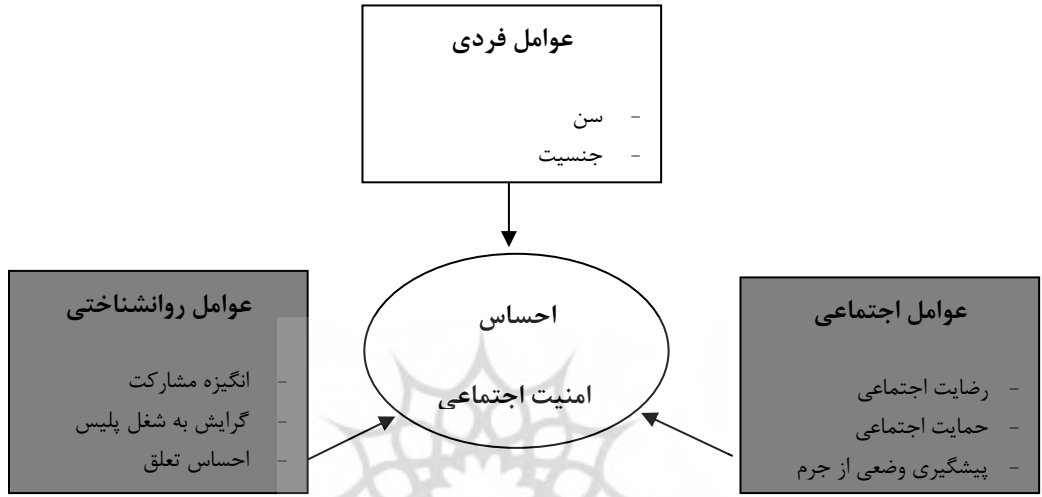 عوامل فردی
- سن
- جنسیت
احساس
امنیت اجتماعی
عوامل اجتماعی
- رضایت اجتماعی
- حمایت اجتماعی
- پیشگیری وضعی از جرم
عوامل روانشناختی
- انگیزه مشارکت
- گرایش به شغل پلیس
- احساس تعلق